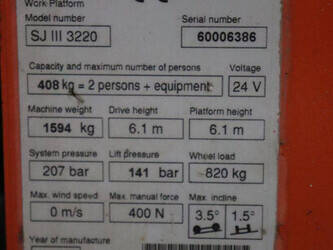 Work Platform
Model number Serial number
SJ III 3220 60006386
Capacity and maximum number of persons Voltage
408 kg = 2 persons + equipment 24 V
Machine weight Drive height Platform height
1594 kg 6.1 m 6.1 m
System pressure Lift pressure Wheel load
207 bar 141 bar 820 kg
Max. wind speed Max. manual force Max. incline
0 m/s 400 N 3.5° 1.5°
Year of manufacture